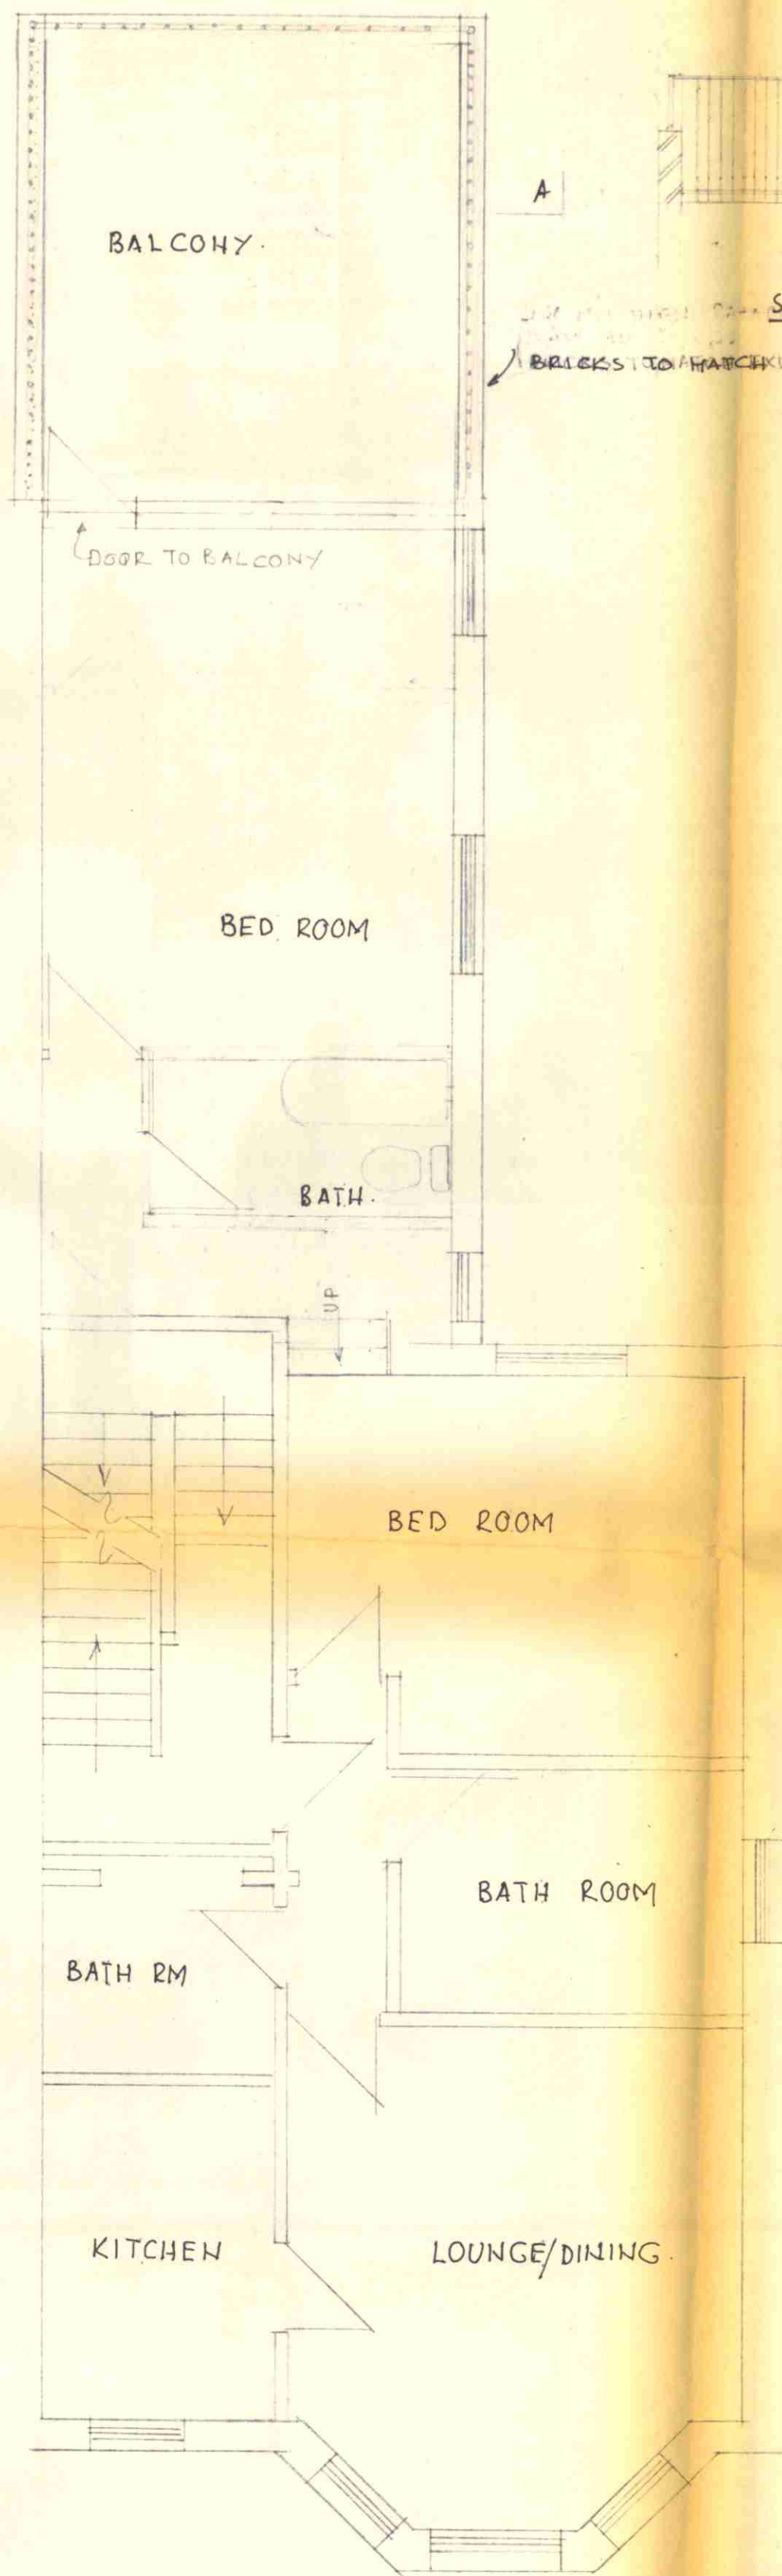 BALCONY.
A
S
BRICKS TO MATCH
DOOR TO BALCONY
BED ROOM
BATH.
UP
BED ROOM
BATH ROOM
BATH RM
KITCHEN
LOUNGE/DINING.